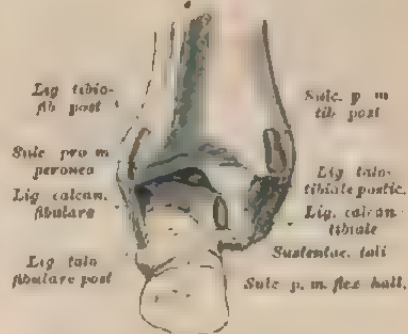 Lig tibio-
fib post
Sulc pro m
peronea
Lig calcan.
fibulare
Lig talo
fibulare post
Sulc. p. m
tib post
Lig talo-
tibiale postic.
Lig. calcan
tibiale
Sustentac. tali
Sulc p. m. flex hall.